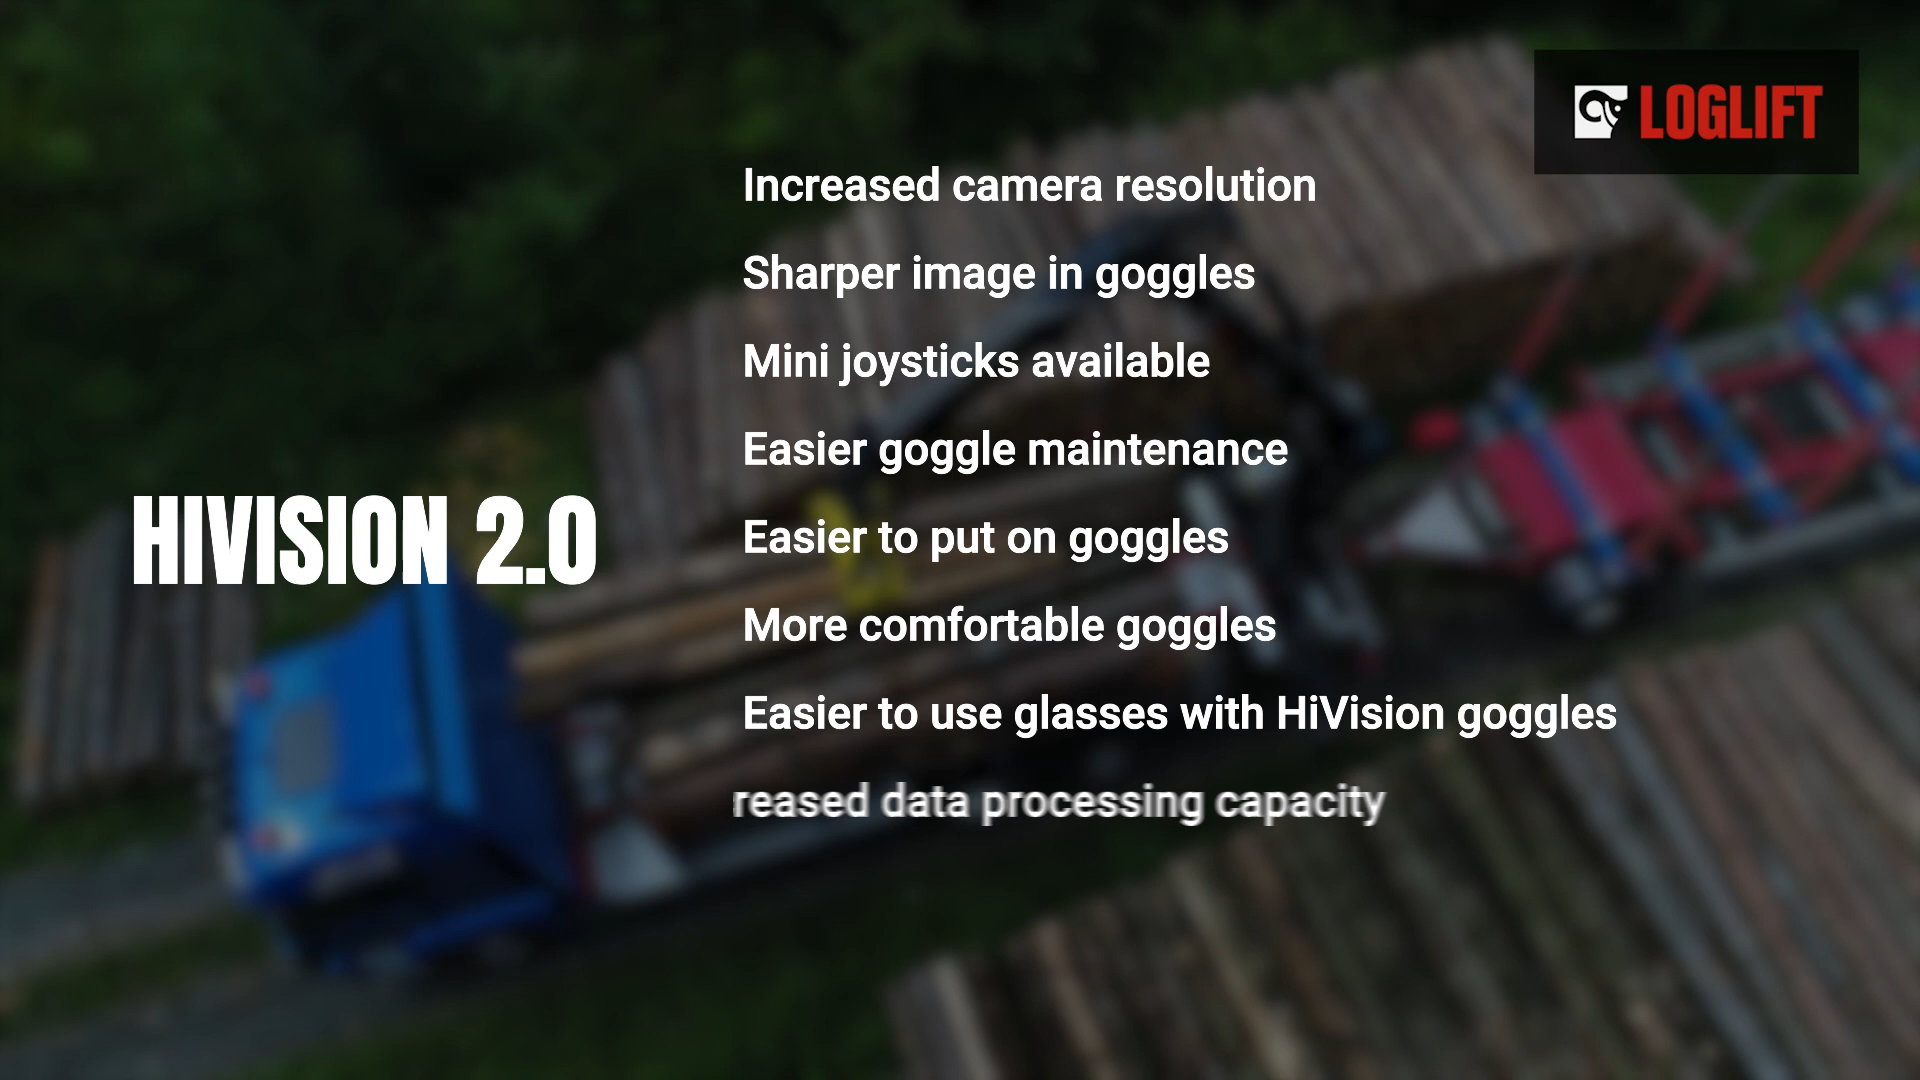 LOGLIFT
Increased camera resolution
Sharper image in goggles
Mini joysticks available
Easier goggle maintenance
HIVISION 2.0
Easier to put on goggles
More comfortable goggles
Easier to use glasses with HiVision goggles
reased data processing capacity